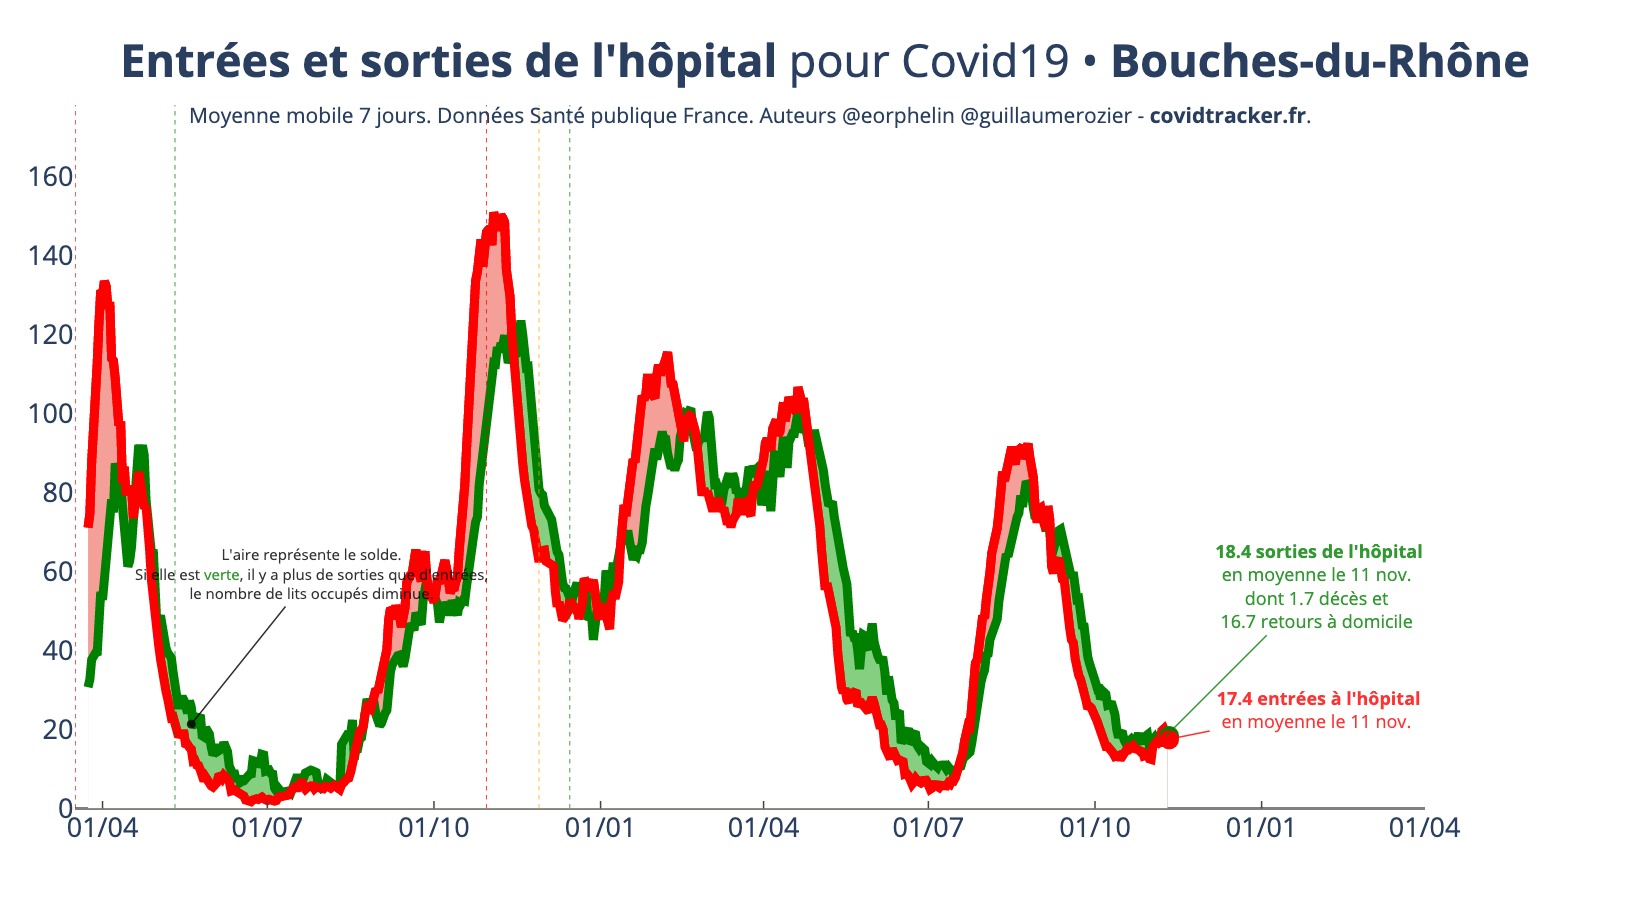 Entrées et sorties de l'hôpital pour Covid19 • Bouches-du-Rhône
Moyenne mobile 7 jours. Données Santé publique France. Auteurs @eorphelin @guillaumerozier - covidtracker.fr.
160
140
120
100
80
60
40
20
0
L'aire représente le solde.
Si elle est verte, il y a plus de sorties que d'entrées,
le nombre de lits occupés diminue.
18.4 sorties de l'hôpital
en moyenne le 11 nov.
dont 1.7 décès et
16.7 retours à domicile
17.4 entrées à l'hôpital
en moyenne le 11 nov.
01/04 01/07 01/10 01/01 01/04 01/07 01/10 01/01 01/04